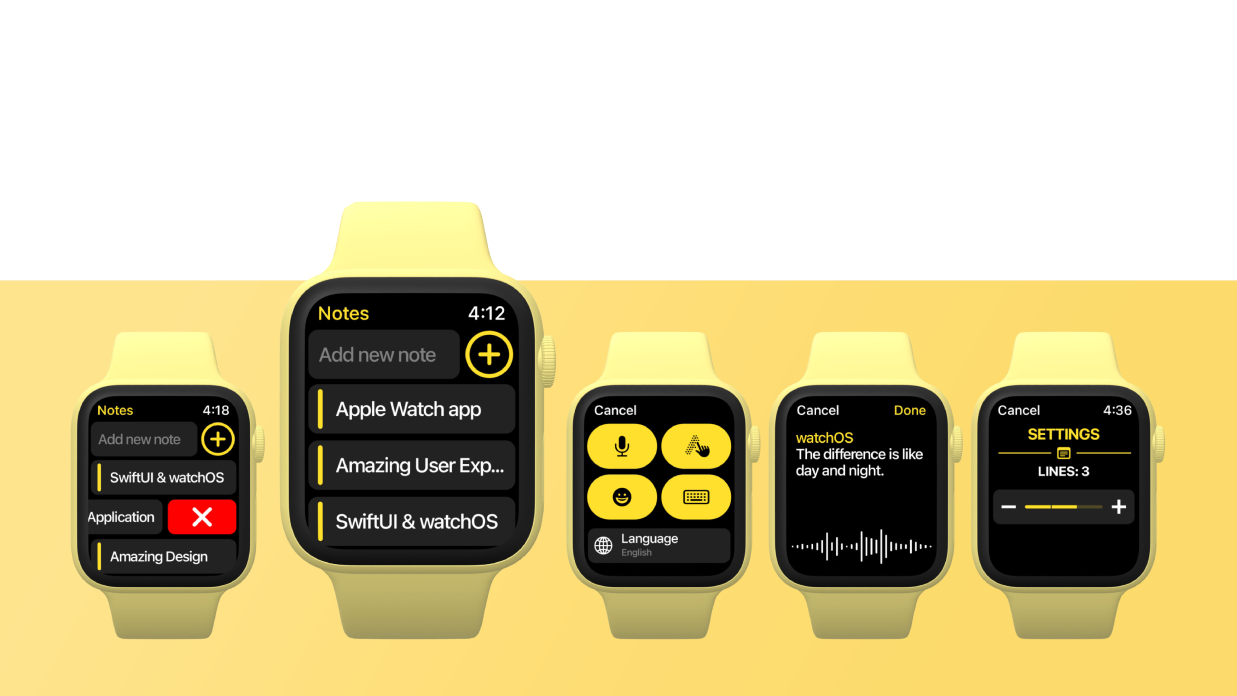 Notes 4:18
Add new note
SwiftUI & watchOS
Application
Amazing Design
Notes 4:12
Add new note
Apple Watch app
Amazing User Exp...
SwiftUI & watchOS
Cancel
Language
English
Cancel Done
watchOS
The difference is like
day and night.
Cancel 4:36
SETTINGS
LINES: 3